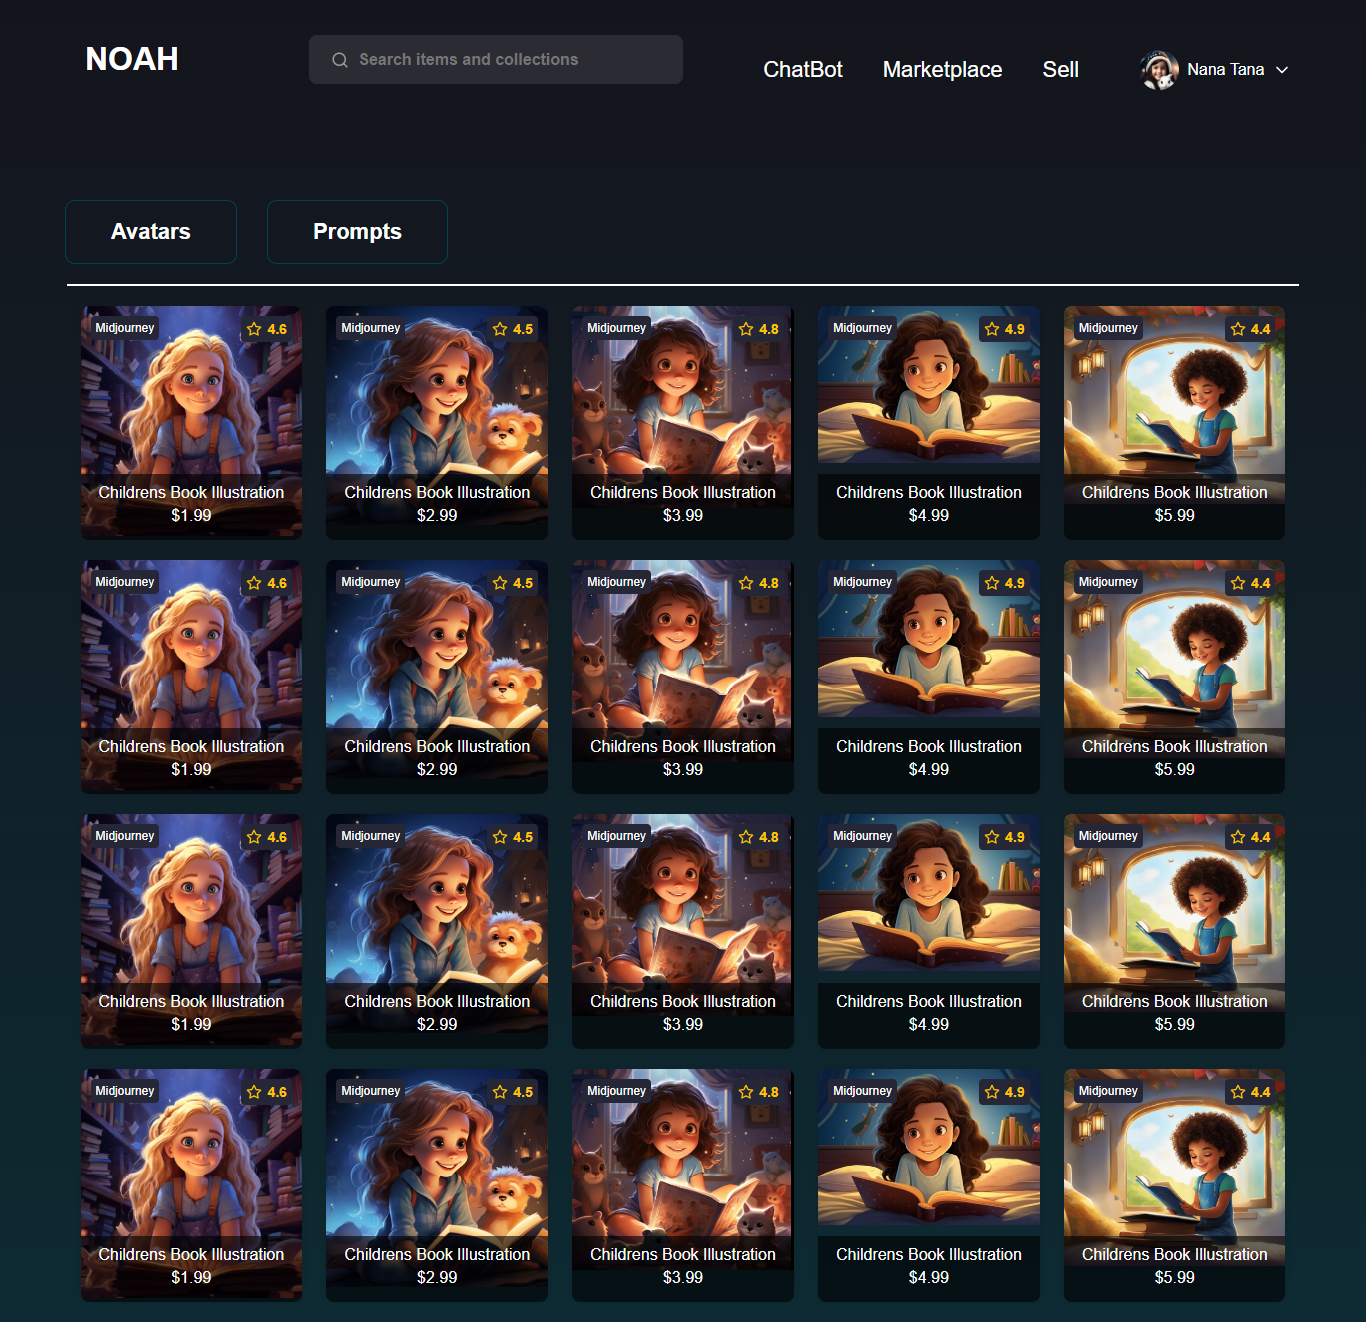 NOAH
Search items and collections
ChatBot Marketplace Sell
Nana Tana
Avatars Prompts
Midjourney 4.6 Midjourney 4.5 Midjourney 4.8 Midjourney 4.9 Midjourney 4.4
Childrens Book Illustration Childrens Book Illustration Childrens Book Illustration Childrens Book Illustration Childrens Book Illustration
$1.99 $2.99 $3.99 $4.99 $5.99
Midjourney 4.6 Midjourney 4.5 Midjourney 4.8 Midjourney 4.9 Midjourney 4.4
Childrens Book Illustration Childrens Book Illustration Childrens Book Illustration Childrens Book Illustration Childrens Book Illustration
$1.99 $2.99 $3.99 $4.99 $5.99
Midjourney 4.6 Midjourney 4.5 Midjourney 4.8 Midjourney 4.9 Midjourney 4.4
Childrens Book Illustration Childrens Book Illustration Childrens Book Illustration Childrens Book Illustration Childrens Book Illustration
$1.99 $2.99 $3.99 $4.99 $5.99
Midjourney 4.6 Midjourney 4.5 Midjourney 4.8 Midjourney 4.9 Midjourney 4.4
Childrens Book Illustration Childrens Book Illustration Childrens Book Illustration Childrens Book Illustration Childrens Book Illustration
$1.99 $2.99 $3.99 $4.99 $5.99